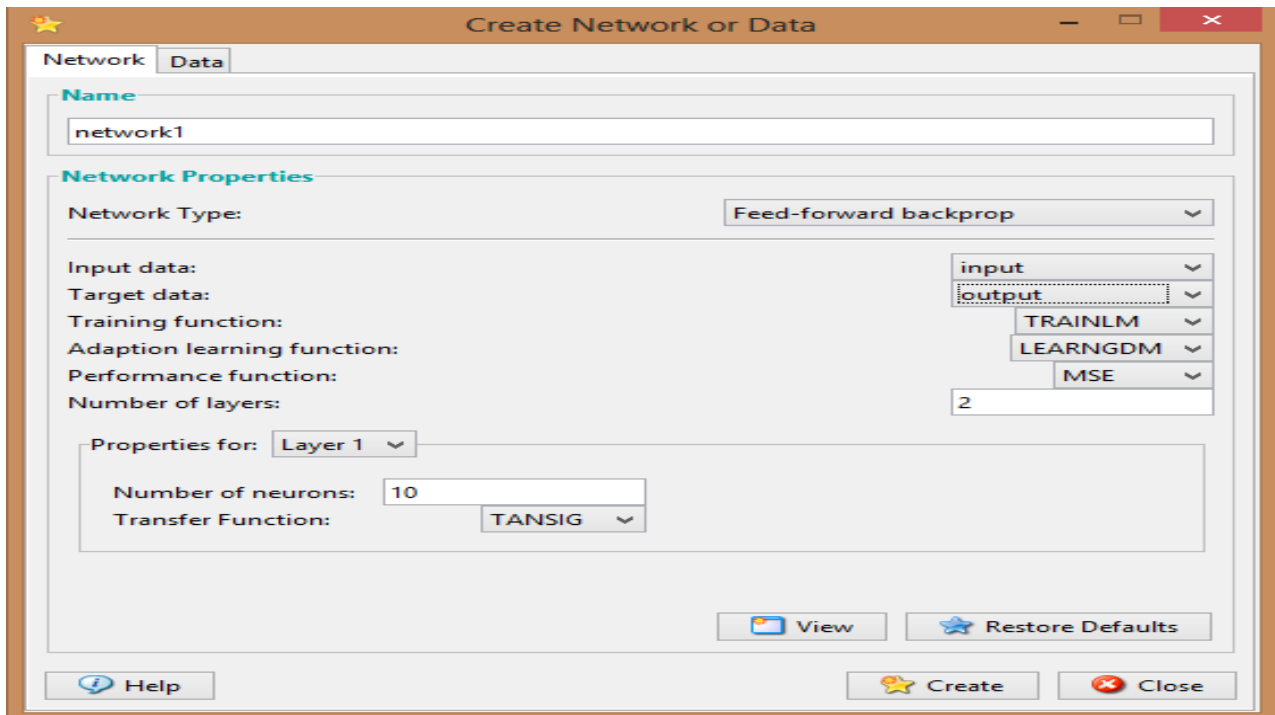 Create Network or Data
Network Data
Name
network1
Network Properties
Network Type: Feed-forward backprop
Input data: input
Target data: output
Training function: TRAINLM
Adaption learning function: LEARNGDM
Performance function: MSE
Number of layers: 2
Properties for: Layer 1
Number of neurons: 10
Transfer Function: TANSIG
View Restore Defaults
Help Create Close